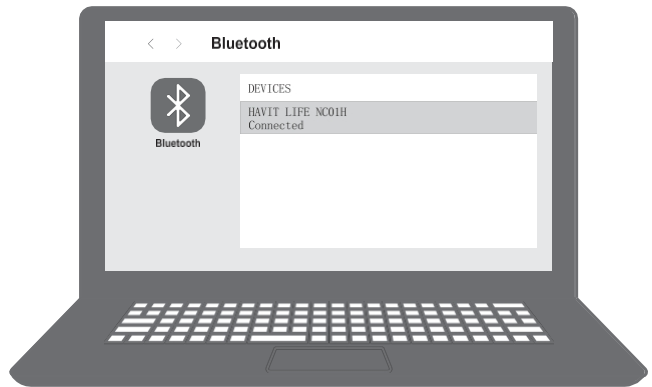 Bluetooth
Bluetooth
DEVICES
HAVIT LIFE NC01H
Connected